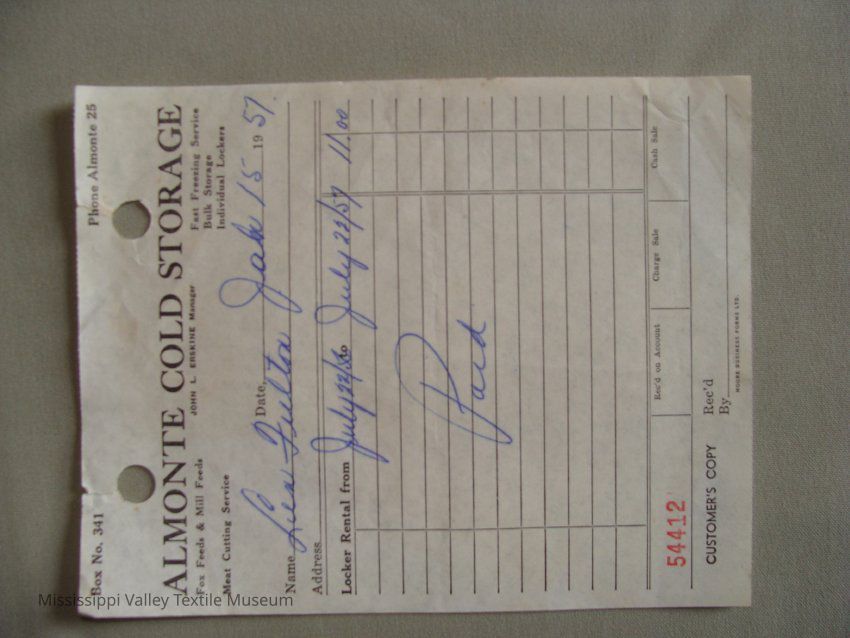 Box No. 341 Phone Almonte 25
ALMONTE COLD STORAGE
Fox Feeds & Mill Feeds JOHN L. ERSKINE Manager Fast Freezing Service
Bulk Storage
Meat Cutting Service Individual Lockers
Date, Jan 15 1957.
Name Fulton
Address
Locker Rental from July 22/56 to July 22/57 11.00
Paid
Rec'd on Account Charge Sale Cash Sale
54412
CUSTOMER'S COPY Rec'd
By
MOORE BUSINESS FORMS LTD.
Mississippi Valley Textile Museum